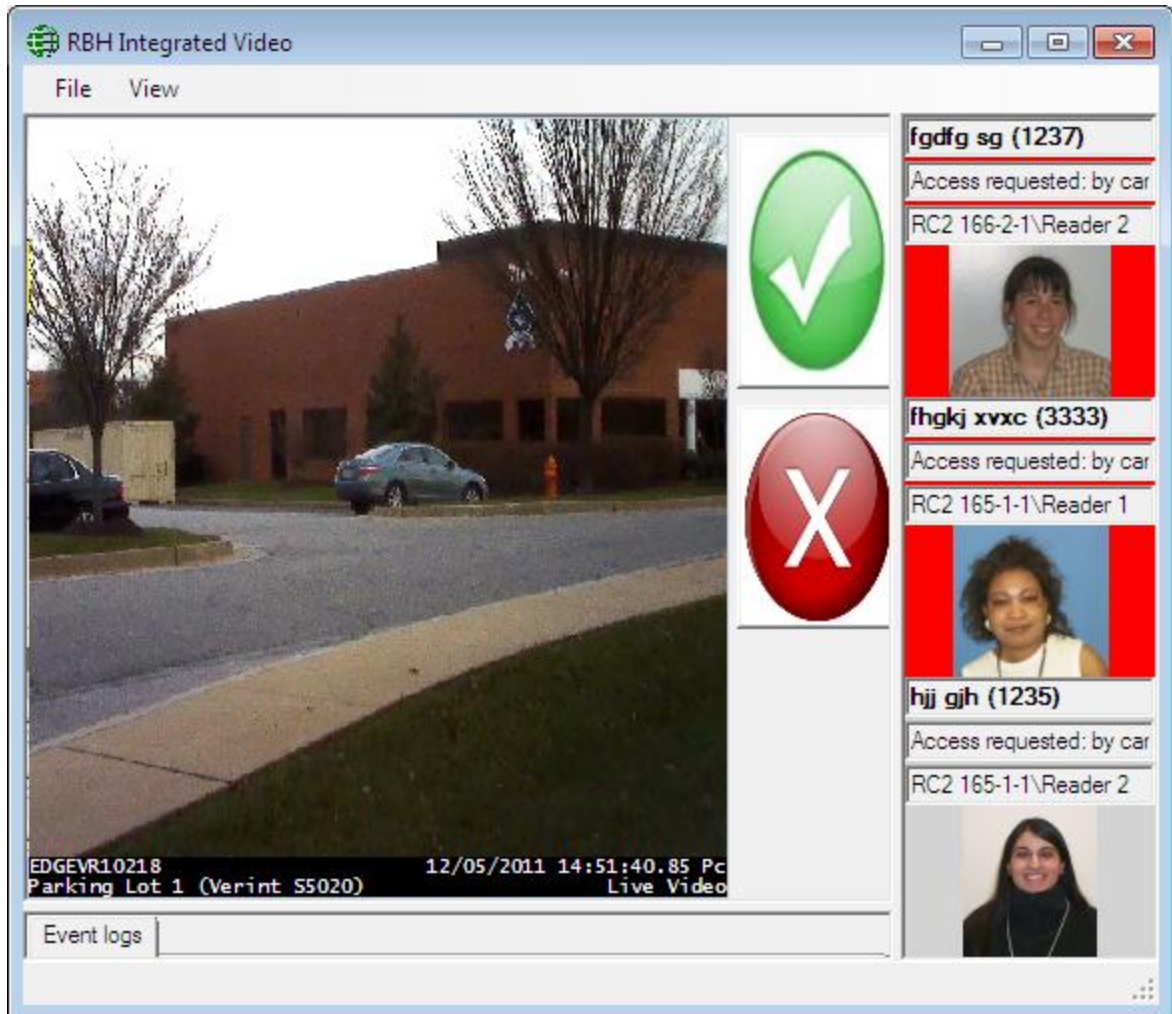 RBH Integrated Video
File View
fgdfg sg (1237)
Access requested: by car
RC2 166-2-1\Reader 2
fhgkj xvxc (3333)
Access requested: by car
RC2 165-1-1\Reader 1
X
hjj gjh (1235)
Access requested: by car
RC2 165-1-1\Reader 2
EDGEVR10218 12/05/2011 14:51:40.85 Pc
Parking Lot 1 (Verint S5020) Live Video
Event logs